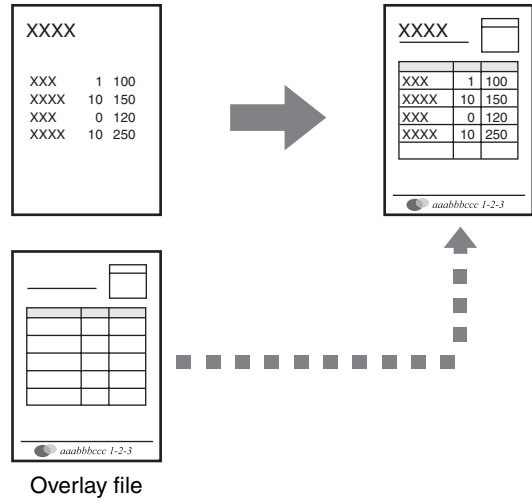 XXXX
XXX 1 100
XXXX 10 150
XXX 0 120
XXXX 10 250
XXXX
XXX 1 100
XXXX 10 150
XXX 0 120
XXXX 10 250
aaabbbccc 1-2-3
aaabbbccc 1-2-3
Overlay file